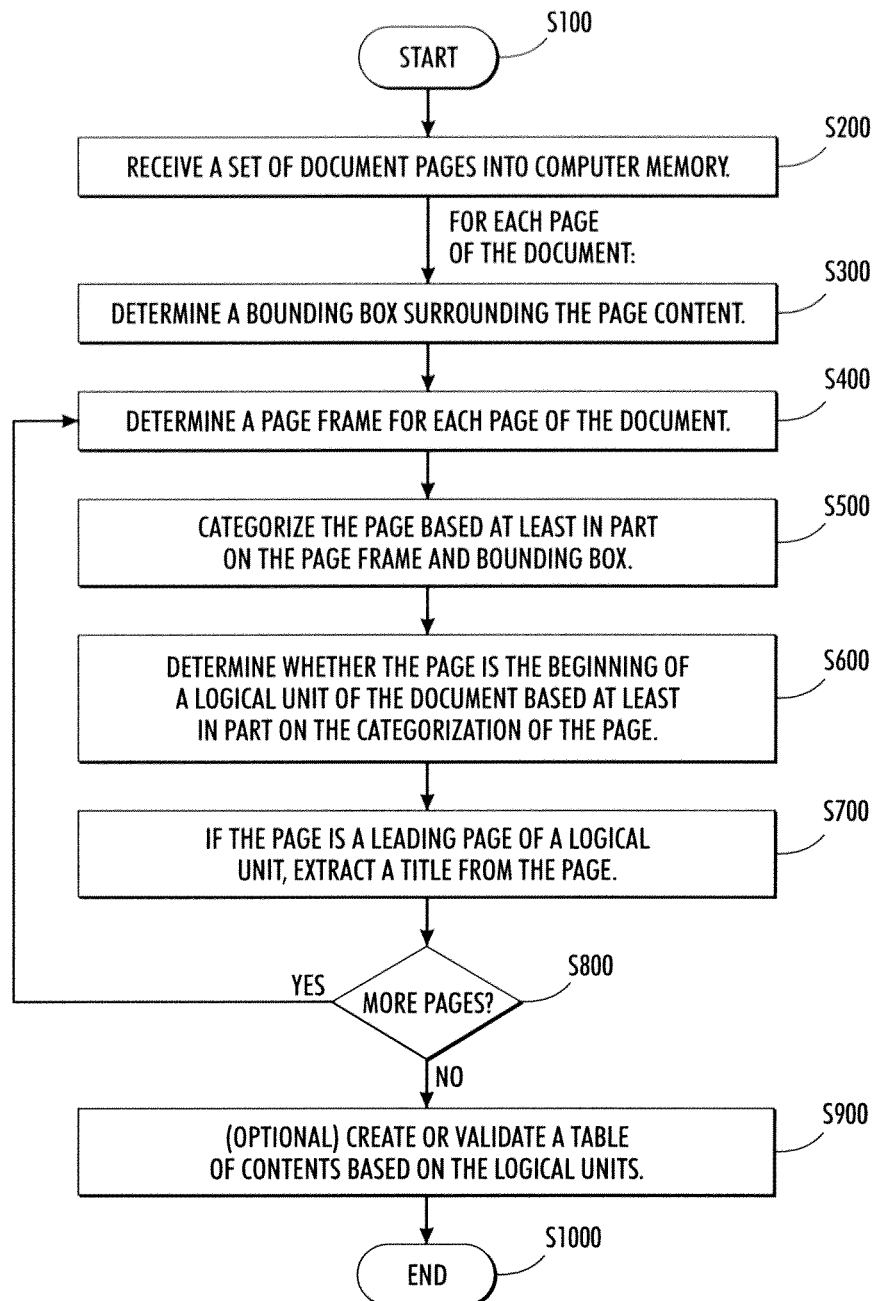 S100
START
S200
RECEIVE A SET OF DOCUMENT PAGES INTO COMPUTER MEMORY.
FOR EACH PAGE
OF THE DOCUMENT:
S300
DETERMINE A BOUNDING BOX SURROUNDING THE PAGE CONTENT.
S400
DETERMINE A PAGE FRAME FOR EACH PAGE OF THE DOCUMENT.
S500
CATEGORIZE THE PAGE BASED AT LEAST IN PART
ON THE PAGE FRAME AND BOUNDING BOX.
S600
DETERMINE WHETHER THE PAGE IS THE BEGINNING OF
A LOGICAL UNIT OF THE DOCUMENT BASED AT LEAST
IN PART ON THE CATEGORIZATION OF THE PAGE.
S700
IF THE PAGE IS A LEADING PAGE OF A LOGICAL
UNIT, EXTRACT A TITLE FROM THE PAGE.
S800
YES
MORE PAGES?
NO
S900
(OPTIONAL) CREATE OR VALIDATE A TABLE
OF CONTENTS BASED ON THE LOGICAL UNITS.
S1000
END